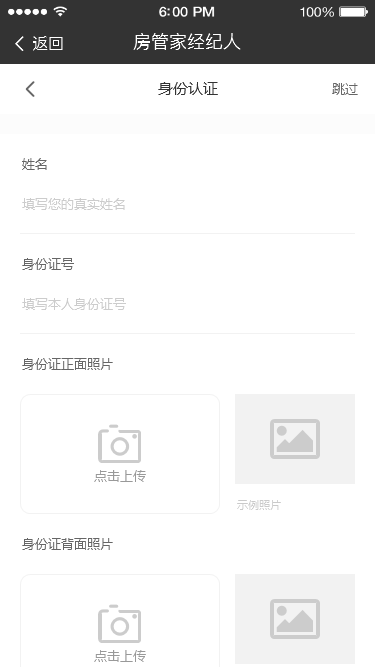 6:00 PM
100%
返回
房管家经纪人
身份认证
跳过
姓名
填写您的真实姓名
身份证号
填写本人身份证号
身份证正面照片
点击上传
示例照片
身份证背面照片
点击上传